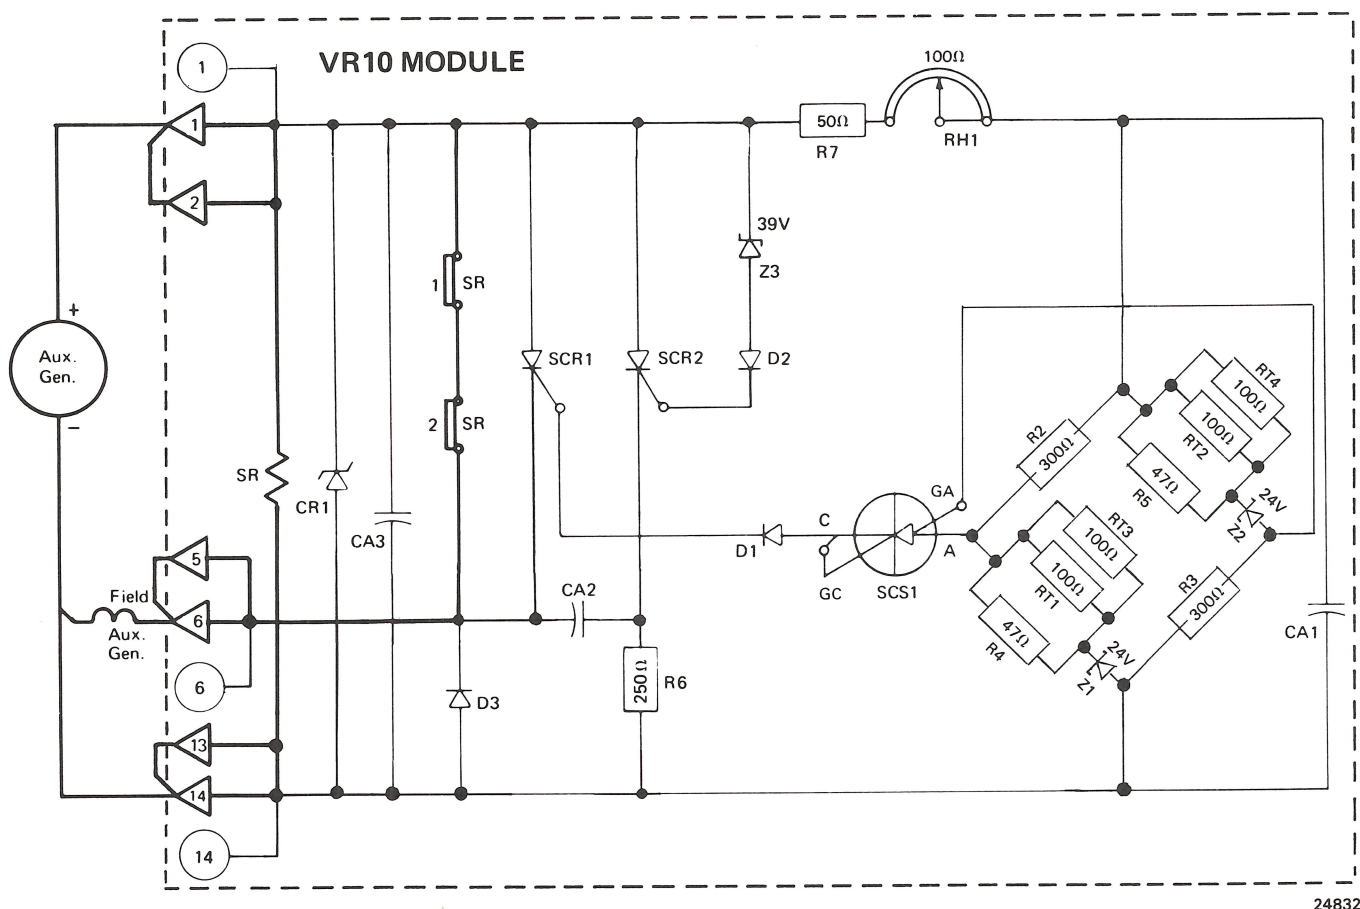 VR10 MODULE
1
1
2
100Ω
50Ω
R7
RH1
39V
Z3
+
Aux.
Gen.
−
1
SR
SCR1
SCR2
D2
2
SR
SR
CR1
CA3
GA
C
A
D1
GC
SCS1
R2
300Ω
RT4
100Ω
100Ω
RT2
47Ω
R5
24V
Z2
RT3
100Ω
100Ω
RT1
47Ω
R4
24V
Z1
R3
300Ω
CA1
5
Field
6
Aux.
Gen.
CA2
6
D3
250Ω
R6
13
14
14
24832